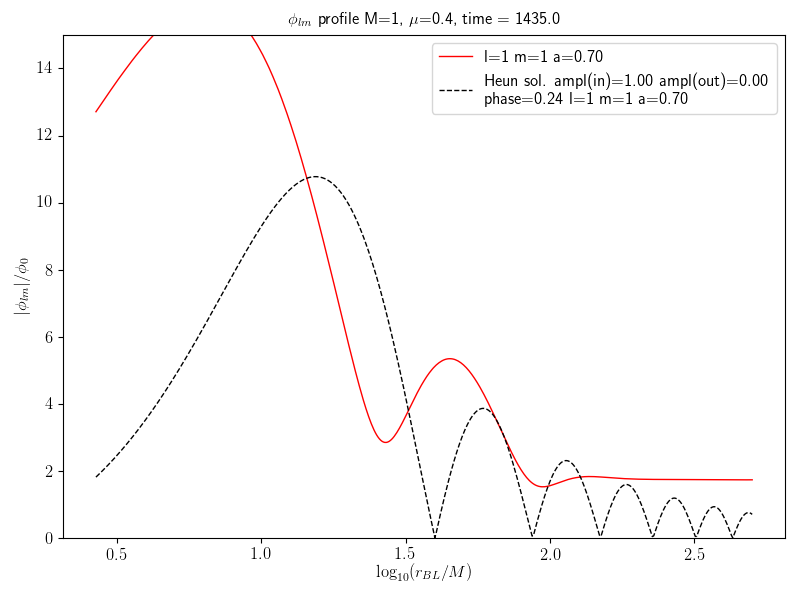 ϕ_lm profile M=1, μ=0.4, time = 1435.0
l=1 m=1 a=0.70
Heun sol. ampl(in)=1.00 ampl(out)=0.00
phase=0.24 l=1 m=1 a=0.70
|ϕ_lm|/ϕ_0
14
12
10
8
6
4
2
0
0.5 1.0 1.5 2.0 2.5
log_10(r_BL/M)